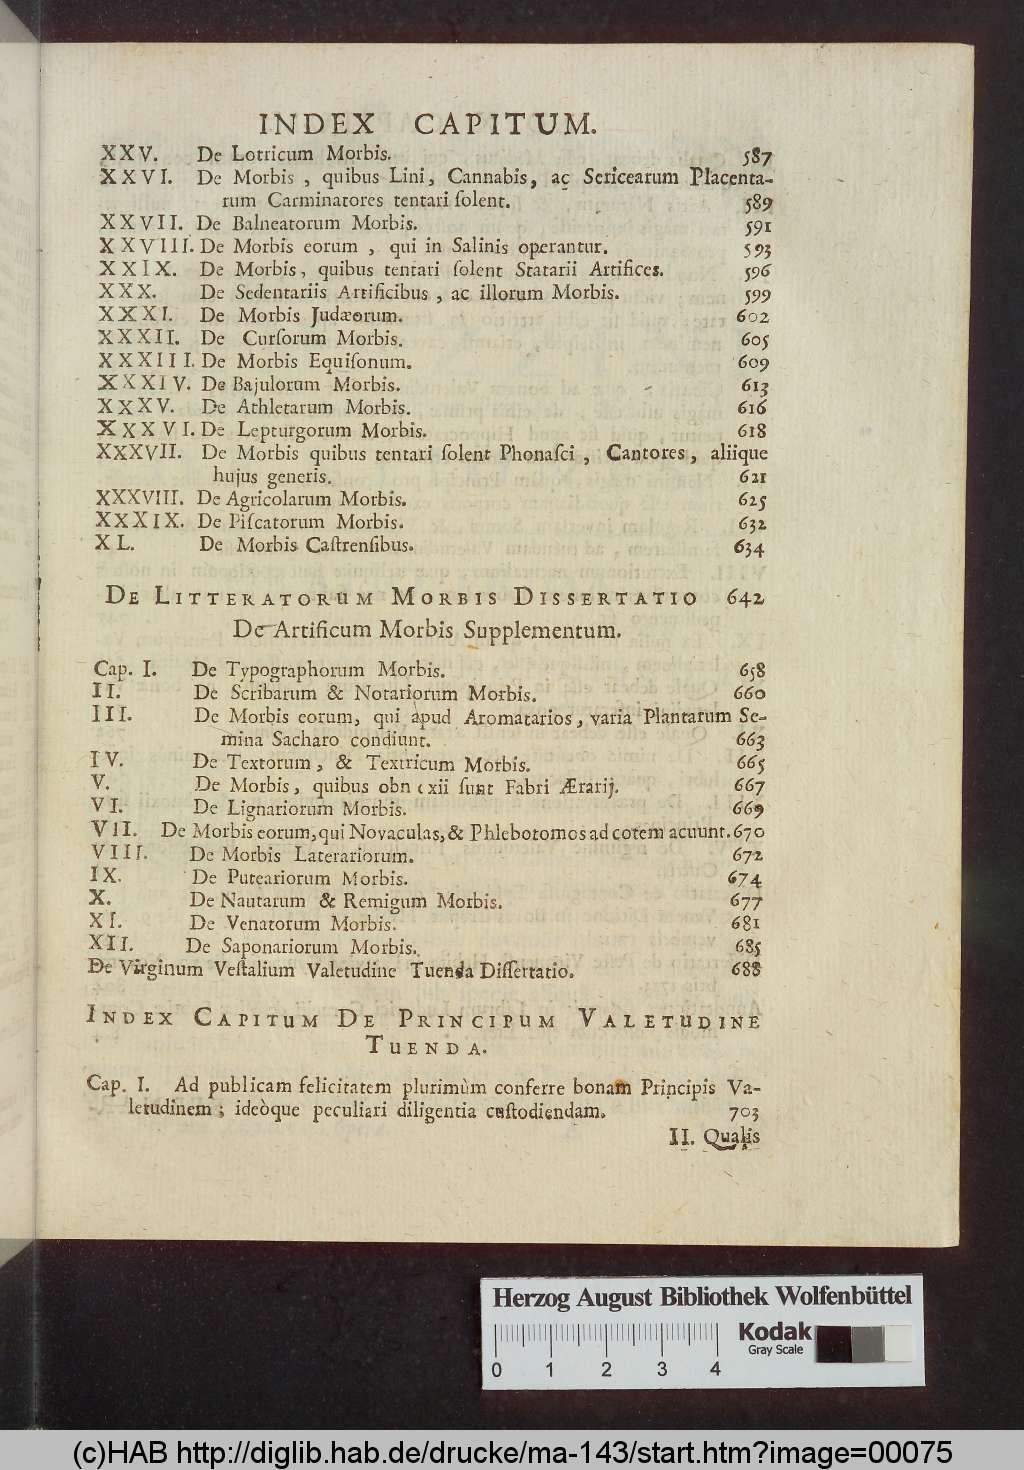 INDEX CAPITUM.
XXV. De Lotricum Morbis. 587
XXVI. De Morbis, quibus Lini, Cannabis, ac Sericearum Placenta-
rum Carminatores tentari ſolent. 589
XXVII. De Balneatorum Morbis. 591
XXVIII. De Morbis eorum, qui in Salinis operantur. 593
XXIX. De Morbis, quibus tentari ſolent Statarii Artifices. 596
XXX. De Sedentariis Artificibus, ac illorum Morbis. 599
XXXI. De Morbis Judæorum. 602
XXXII. De Curſorum Morbis. 605
XXXIII. De Morbis Equiſonum. 609
XXXIV. De Bajulorum Morbis. 613
XXXV. De Athletarum Morbis. 616
XXXVI. De Lepturgorum Morbis. 618
XXXVII. De Morbis quibus tentari ſolent Phonaſci, Cantores, aliique
hujus generis. 621
XXXVIII. De Agricolarum Morbis. 625
XXXIX. De Piſcatorum Morbis. 632
XL. De Morbis Caſtrenſibus. 634
DE LITTERATORUM MORBIS DISSERTATIO 642
De Artificum Morbis Supplementum.
Cap. I. De Typographorum Morbis. 658
II. De Scribarum & Notariorum Morbis. 660
III. De Morbis eorum, qui apud Aromatarios, varia Plantarum Se-
mina Sacharo condiunt. 663
IV. De Textorum, & Textricum Morbis. 665
V. De Morbis, quibus obnoxii ſunt Fabri Ærarij. 667
VI. De Lignariorum Morbis. 669
VII. De Morbis eorum, qui Novaculas, & Phlebotomos ad cotem acuunt. 670
VIII. De Morbis Laterariorum. 672
IX. De Puteariorum Morbis. 674
X. De Nautarum & Remigum Morbis. 677
XI. De Venatorum Morbis. 681
XII. De Saponariorum Morbis. 685
De Virginum Veſtalium Valetudine Tuenda Diſſertatio. 688
INDEX CAPITUM DE PRINCIPUM VALETUDINE
TUENDA.
Cap. I. Ad publicam felicitatem plurimùm conferre bonam Principis Va-
letudinem; ideòque peculiari diligentia cuſtodiendam. 703
II. Qualis
Herzog August Bibliothek Wolfenbüttel
Kodak
Gray Scale
0 1 2 3 4
(c)HAB http://diglib.hab.de/drucke/ma-143/start.htm?image=00075